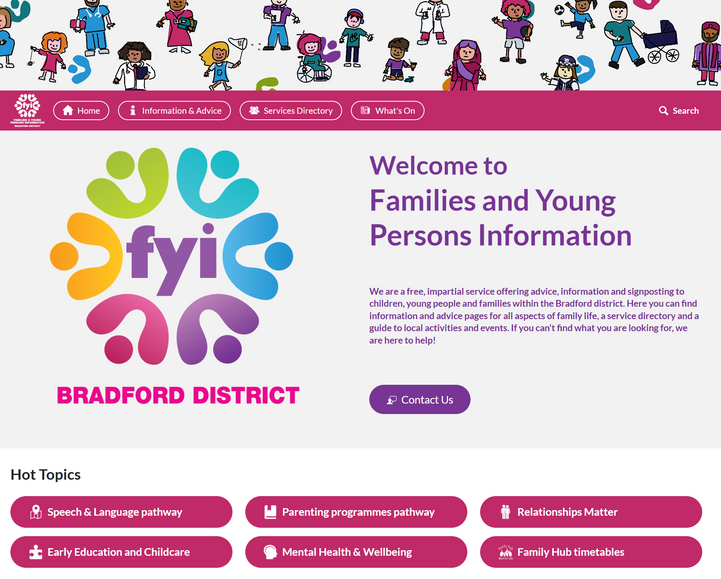 Home
Information & Advice
Services Directory
What's On
Search
fyi
BRADFORD DISTRICT
Welcome to
Families and Young
Persons Information
We are a free, impartial service offering advice, information and signposting to
children, young people and families within the Bradford district. Here you can find
information and advice pages for all aspects of family life, a service directory and a
guide to local activities and events. If you can't find what you are looking for, we
are here to help!
Contact Us
Hot Topics
Speech & Language pathway
Parenting programmes pathway
Relationships Matter
Early Education and Childcare
Mental Health & Wellbeing
Family Hub timetables